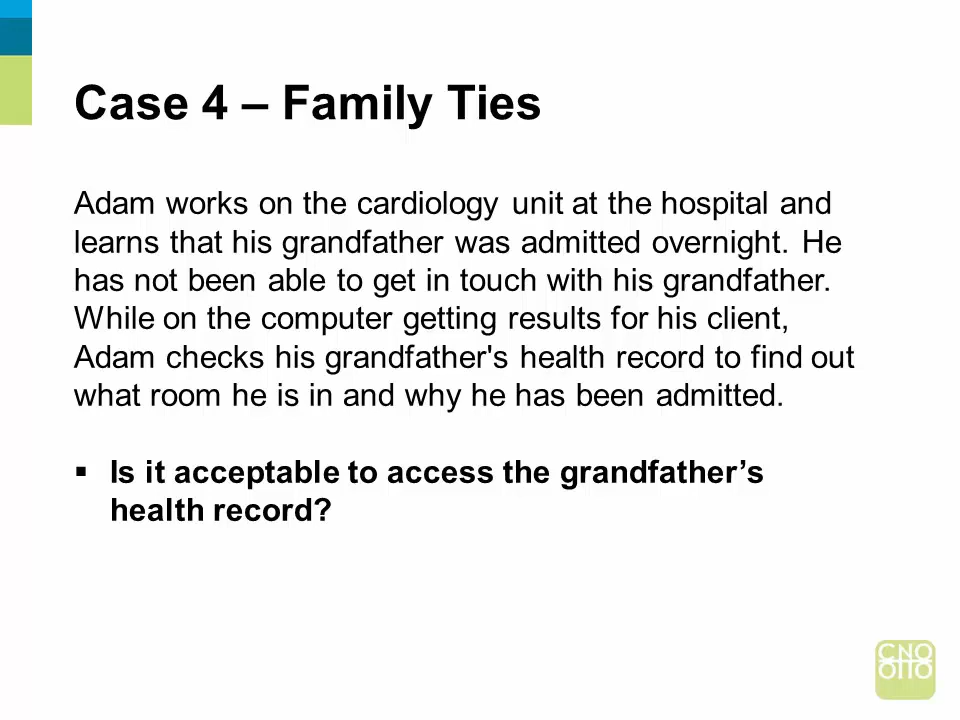 Case 4 – Family Ties
Adam works on the cardiology unit at the hospital and
learns that his grandfather was admitted overnight. He
has not been able to get in touch with his grandfather.
While on the computer getting results for his client,
Adam checks his grandfather's health record to find out
what room he is in and why he has been admitted.
▪ Is it acceptable to access the grandfather’s
health record?
CNO
OIIO